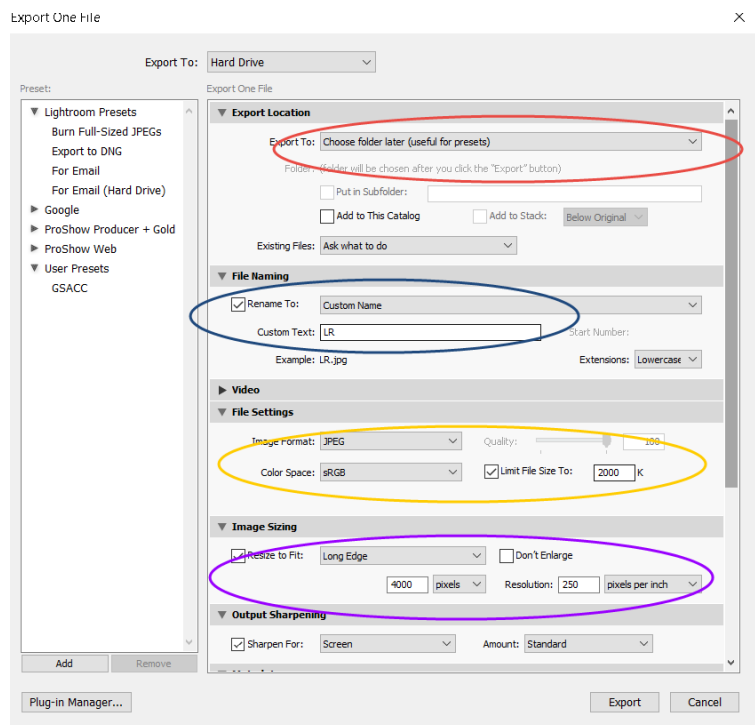 Export One File
Export To: Hard Drive
Preset:
Lightroom Presets
Burn Full-Sized JPEGs
Export to DNG
For Email
For Email (Hard Drive)
Google
ProShow Producer + Gold
ProShow Web
User Presets
GSACC
Add Remove
Export One File
Export Location
Export To: Choose folder later (useful for presets)
Folder: (folder will be chosen after you click the "Export" button)
Put in Subfolder:
Add to This Catalog Add to Stack: Below Original
Existing Files: Ask what to do
File Naming
Rename To: Custom Name
Custom Text: LR Start Number:
Example: LR.jpg Extensions: Lowercase
Video
File Settings
Image Format: JPEG Quality: 100
Color Space: sRGB Limit File Size To: 2000 K
Image Sizing
Resize to Fit: Long Edge Don't Enlarge
4000 pixels Resolution: 250 pixels per inch
Output Sharpening
Sharpen For: Screen Amount: Standard
Plug-in Manager... Export Cancel